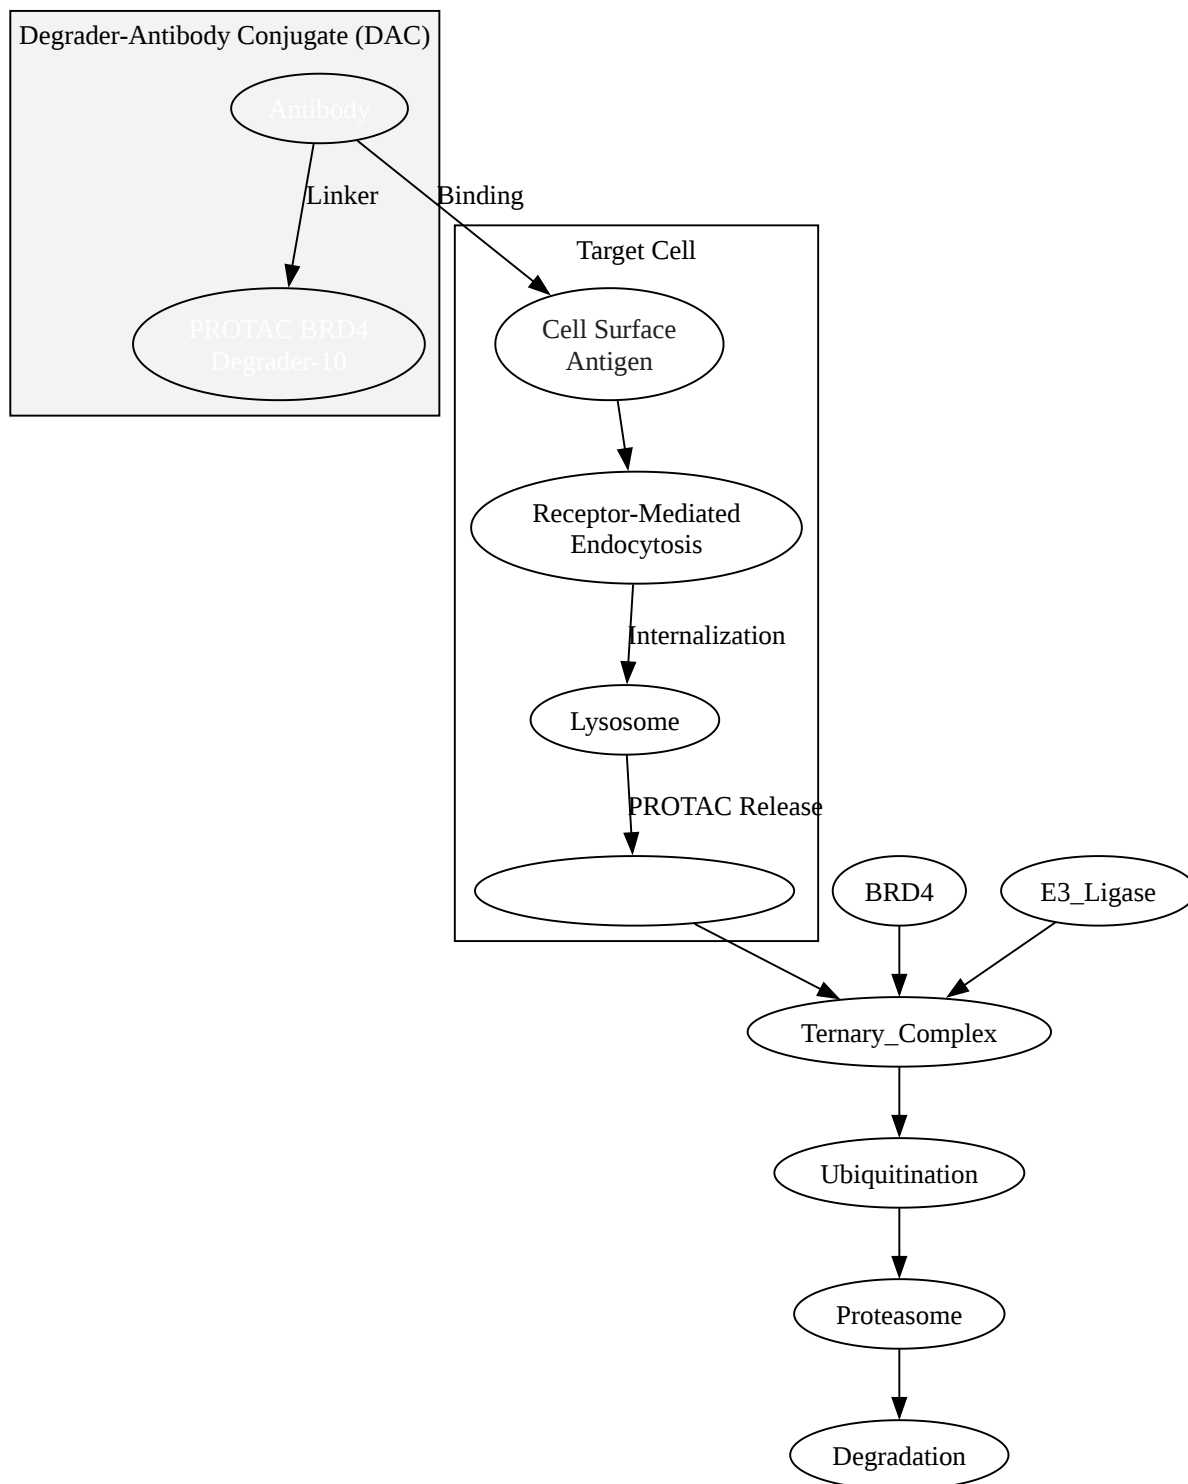 Degrader-Antibody Conjugate (DAC)
Antibody
Linker
Binding
PROTAC BRD4
Degrader-10
Target Cell
Cell Surface
Antigen
Receptor-Mediated
Endocytosis
Internalization
Lysosome
PROTAC Release
BRD4
E3_Ligase
Ternary_Complex
Ubiquitination
Proteasome
Degradation